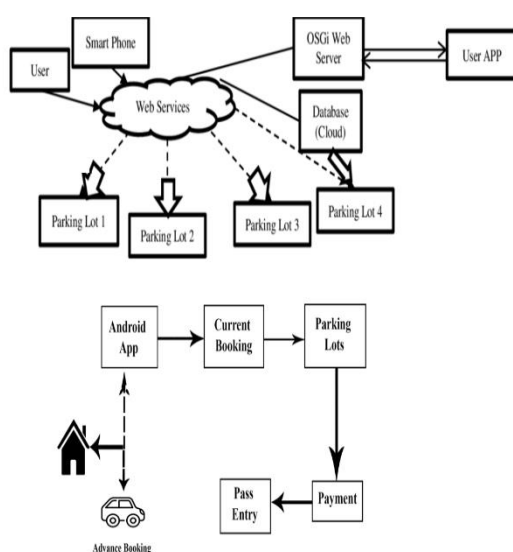 Smart Phone
User
OSGi Web
Server
User APP
Web Services
Database
(Cloud)
Parking Lot 1
Parking Lot 2
Parking Lot 3
Parking Lot 4
Android
App
Current
Booking
Parking
Lots
Pass
Entry
Payment
Advance Booking